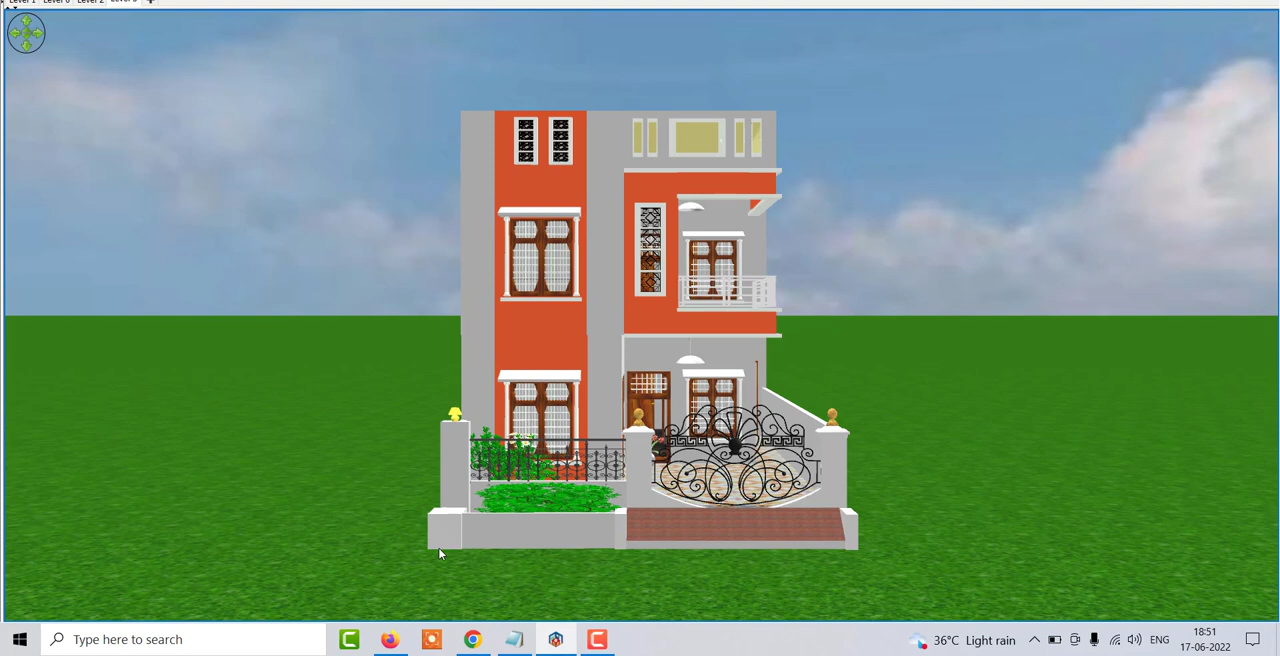 Level 1 Level 0 Level 2
Type here to search
36°C Light rain
ENG
18:51
17-06-2022